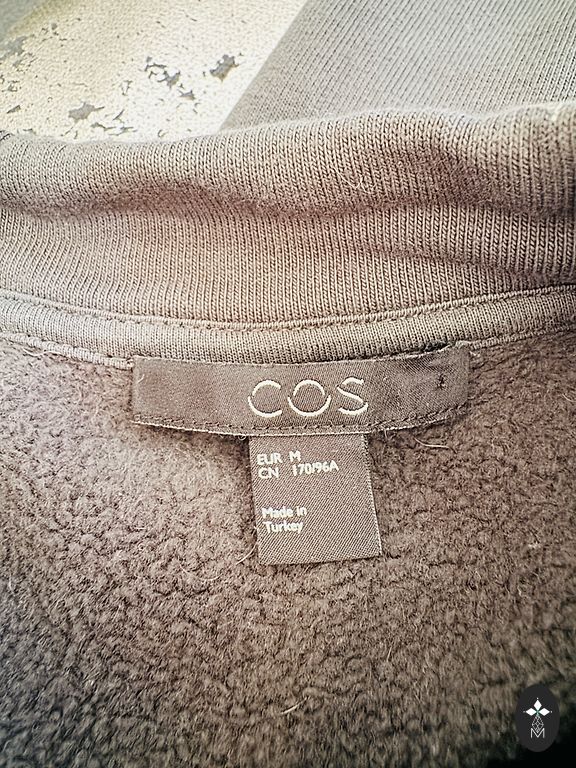 COS
EUR M
CN 170/96A
Made in
Turkey
M